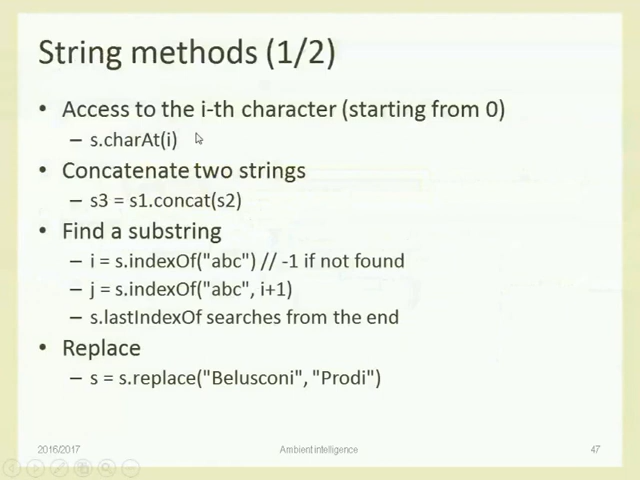 String methods (1/2)
• Access to the i-th character (starting from 0)
– s.charAt(i)
• Concatenate two strings
– s3 = s1.concat(s2)
• Find a substring
– i = s.indexOf("abc") // -1 if not found
– j = s.indexOf("abc", i+1)
– s.lastIndexOf searches from the end
• Replace
– s = s.replace("Belusconi", "Prodi")
2016/2017 Ambient intelligence 47